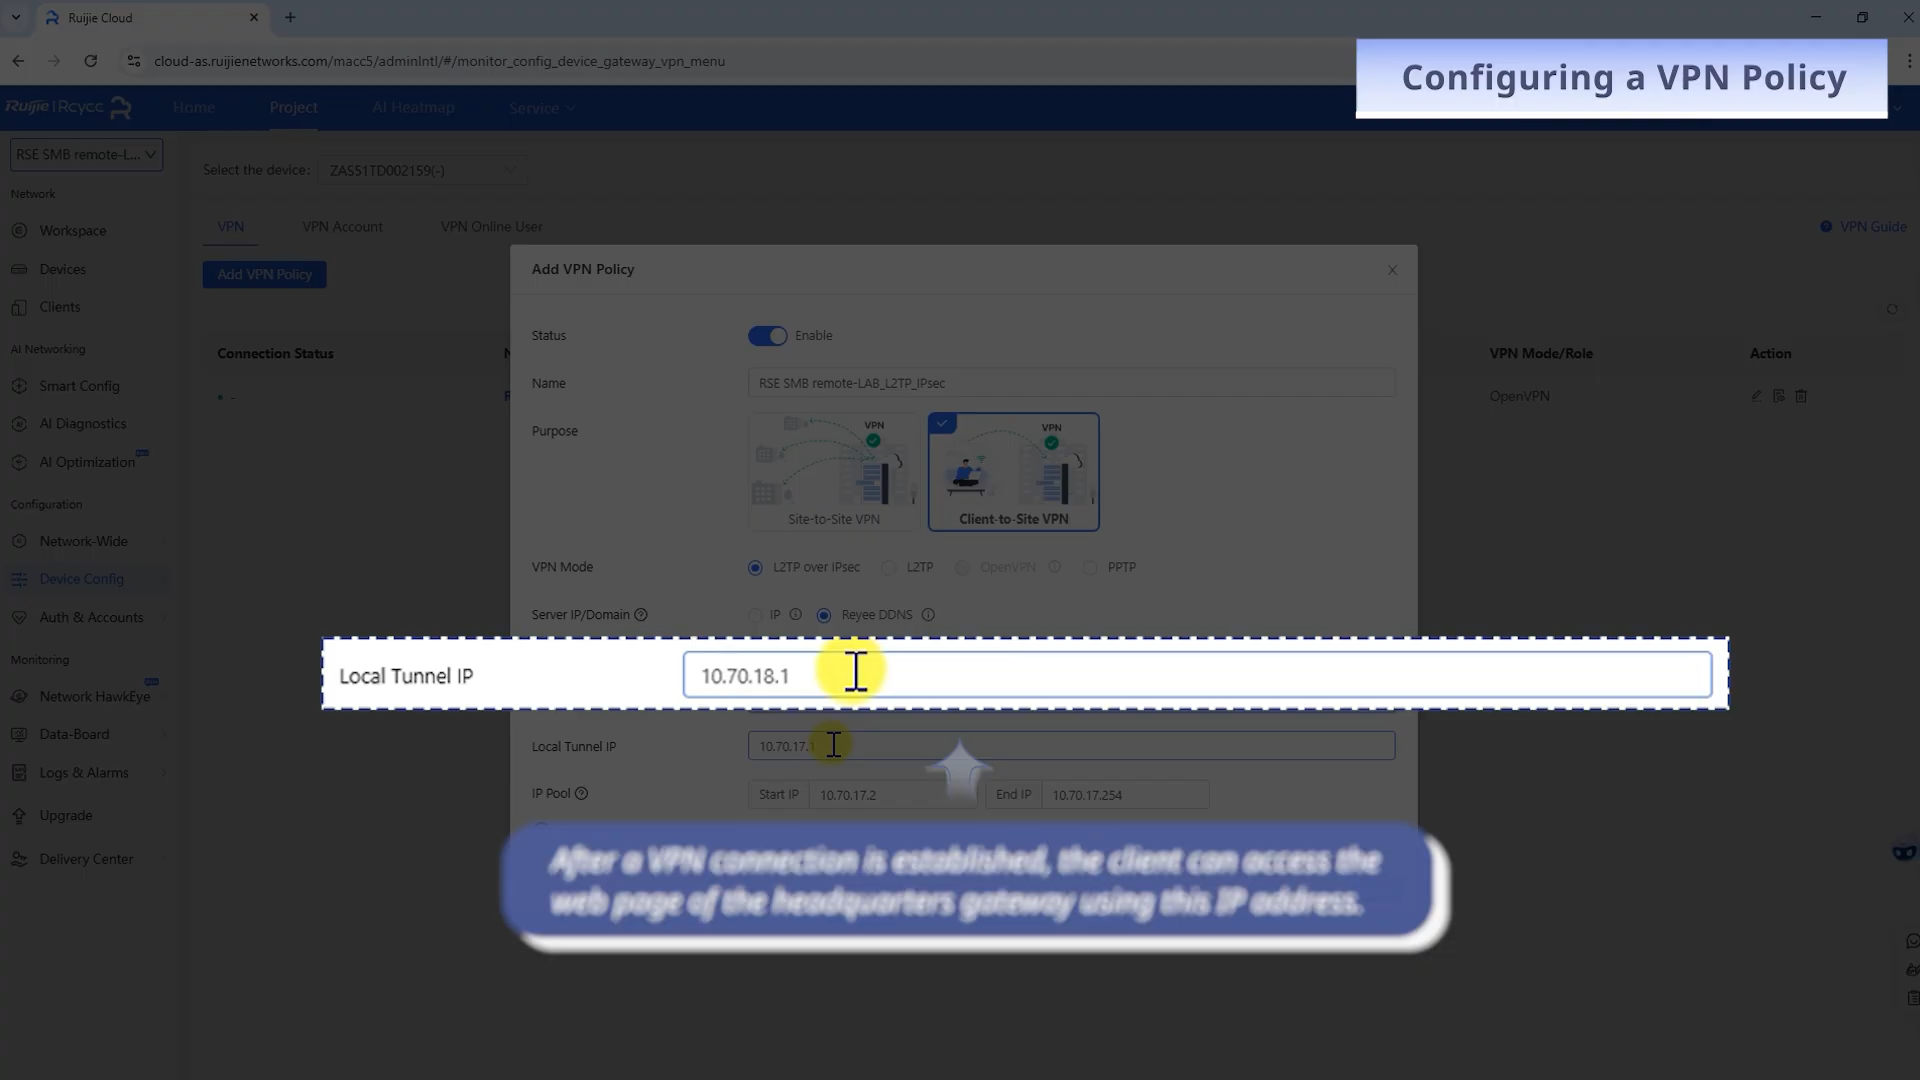 Ruijie Cloud
cloud-as.ruijienetworks.com/macc5/adminIntl/#/monitor_config_device_gateway_vpn_menu
Configuring a VPN Policy
Ruijie | Rcycc
Home
Project
AI Heatmap
Service
RSE SMB remote-L...
Select the device:
ZAS51TD002159(-)
Network
Workspace
Devices
Clients
AI Networking
Smart Config
AI Diagnostics
AI Optimization
Configuration
Network-Wide
Device Config
Auth & Accounts
Monitoring
Network HawkEye
Data-Board
Logs & Alarms
Upgrade
Delivery Center
VPN
VPN Account
VPN Online User
VPN Guide
Add VPN Policy
Connection Status
VPN Mode/Role
Action
-
OpenVPN
Add VPN Policy
Status
Enable
Name
RSE SMB remote-LAB_L2TP_IPsec
Purpose
VPN
Site-to-Site VPN
VPN
Client-to-Site VPN
VPN Mode
L2TP over IPsec
L2TP
OpenVPN
PPTP
Server IP/Domain
IP
Reyee DDNS
Local Tunnel IP
10.70.18.1
Local Tunnel IP
10.70.17.1
IP Pool
Start IP
10.70.17.2
End IP
10.70.17.254
After a VPN connection is established, the client can access the
web page of the headquarters gateway using this IP address.